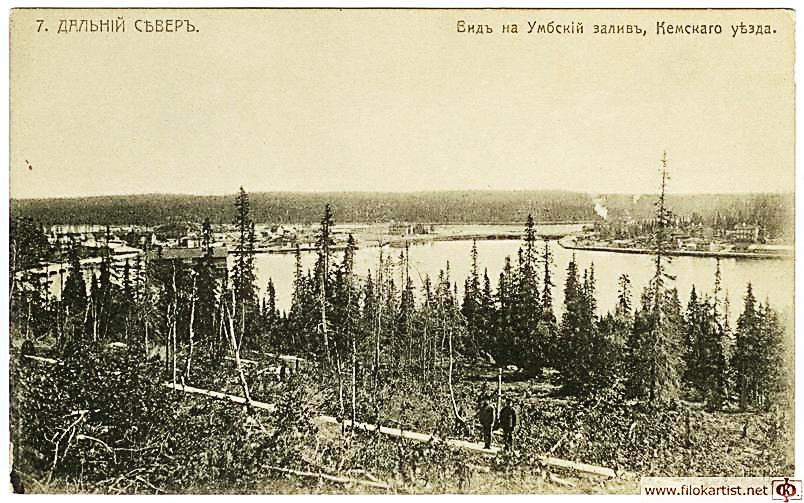 7. ДАЛЬНІЙ СѢВЕРЪ.
Видъ на Умбскій заливъ, Кемскаго уѣзда.
www.filokartist.net